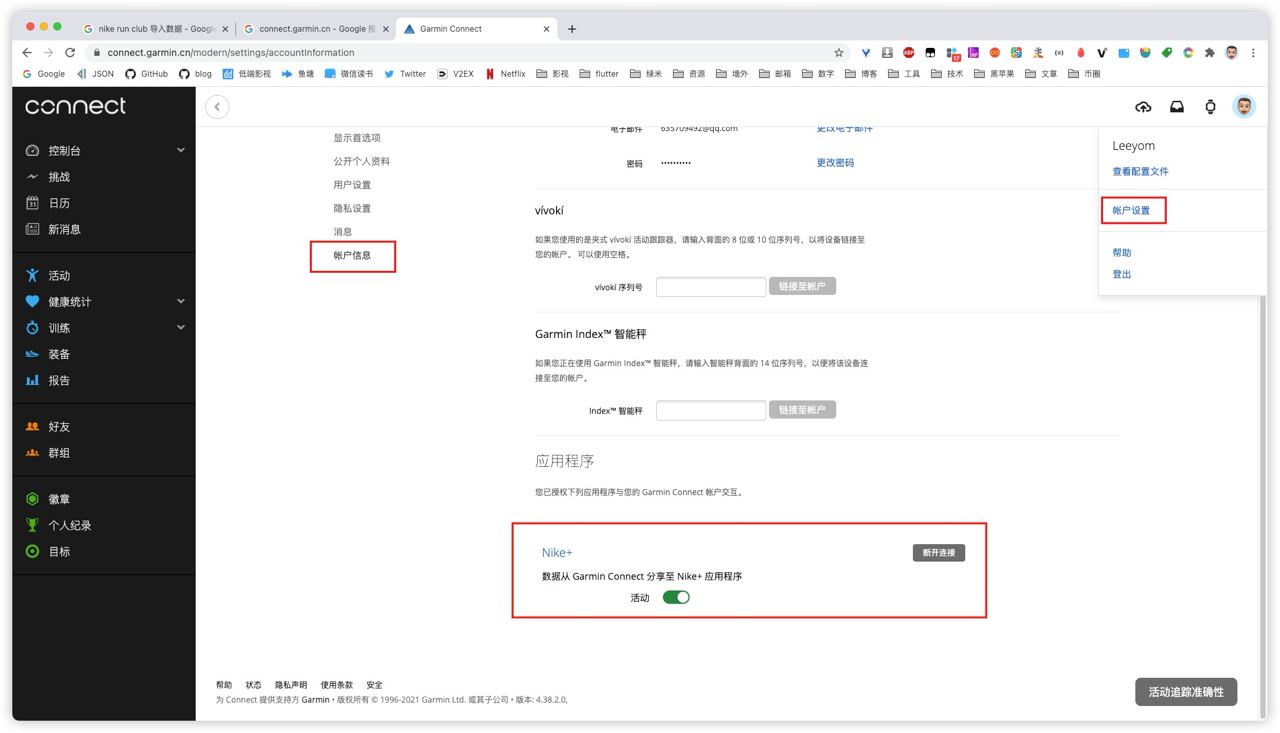 nike run club 导入数据 - Google
connect.garmin.cn - Google 搜
Garmin Connect
connect.garmin.cn/modern/settings/accountInformation
Google
JSON
GitHub
blog
低端影视
鱼塘
微信读书
Twitter
V2EX
Netflix
影视
flutter
绿米
资源
墙外
邮箱
数字
博客
工具
技术
黑苹果
文章
币圈
connect
控制台
挑战
日历
新消息
活动
健康统计
训练
装备
报告
好友
群组
徽章
个人纪录
目标
显示首选项
公开个人资料
用户设置
隐私设置
消息
帐户信息
电子邮件 635709492@qq.com 更改电子邮件
密码 •••••••••• 更改密码
vívokí
如果您使用的是夹式 vívokí 活动跟踪器，请输入背面的 8 位或 10 位序列号，以将设备链接至
您的帐户。 可以使用空格。
vívokí 序列号 链接至帐户
Garmin Index™ 智能秤
如果您正在使用 Garmin Index™ 智能秤，请输入智能秤背面的 14 位序列号，以便将该设备连
接至您的帐户。
Index™ 智能秤 链接至帐户
应用程序
您已授权下列应用程序与您的 Garmin Connect 帐户交互。
Nike+ 断开连接
数据从 Garmin Connect 分享至 Nike+ 应用程序
活动
Leeyom
查看配置文件
帐户设置
帮助
登出
帮助 状态 隐私声明 使用条款 安全
为 Connect 提供支持方 Garmin • 版权所有 © 1996-2021 Garmin Ltd. 或其子公司 • 版本: 4.38.2.0,
活动追踪准确性